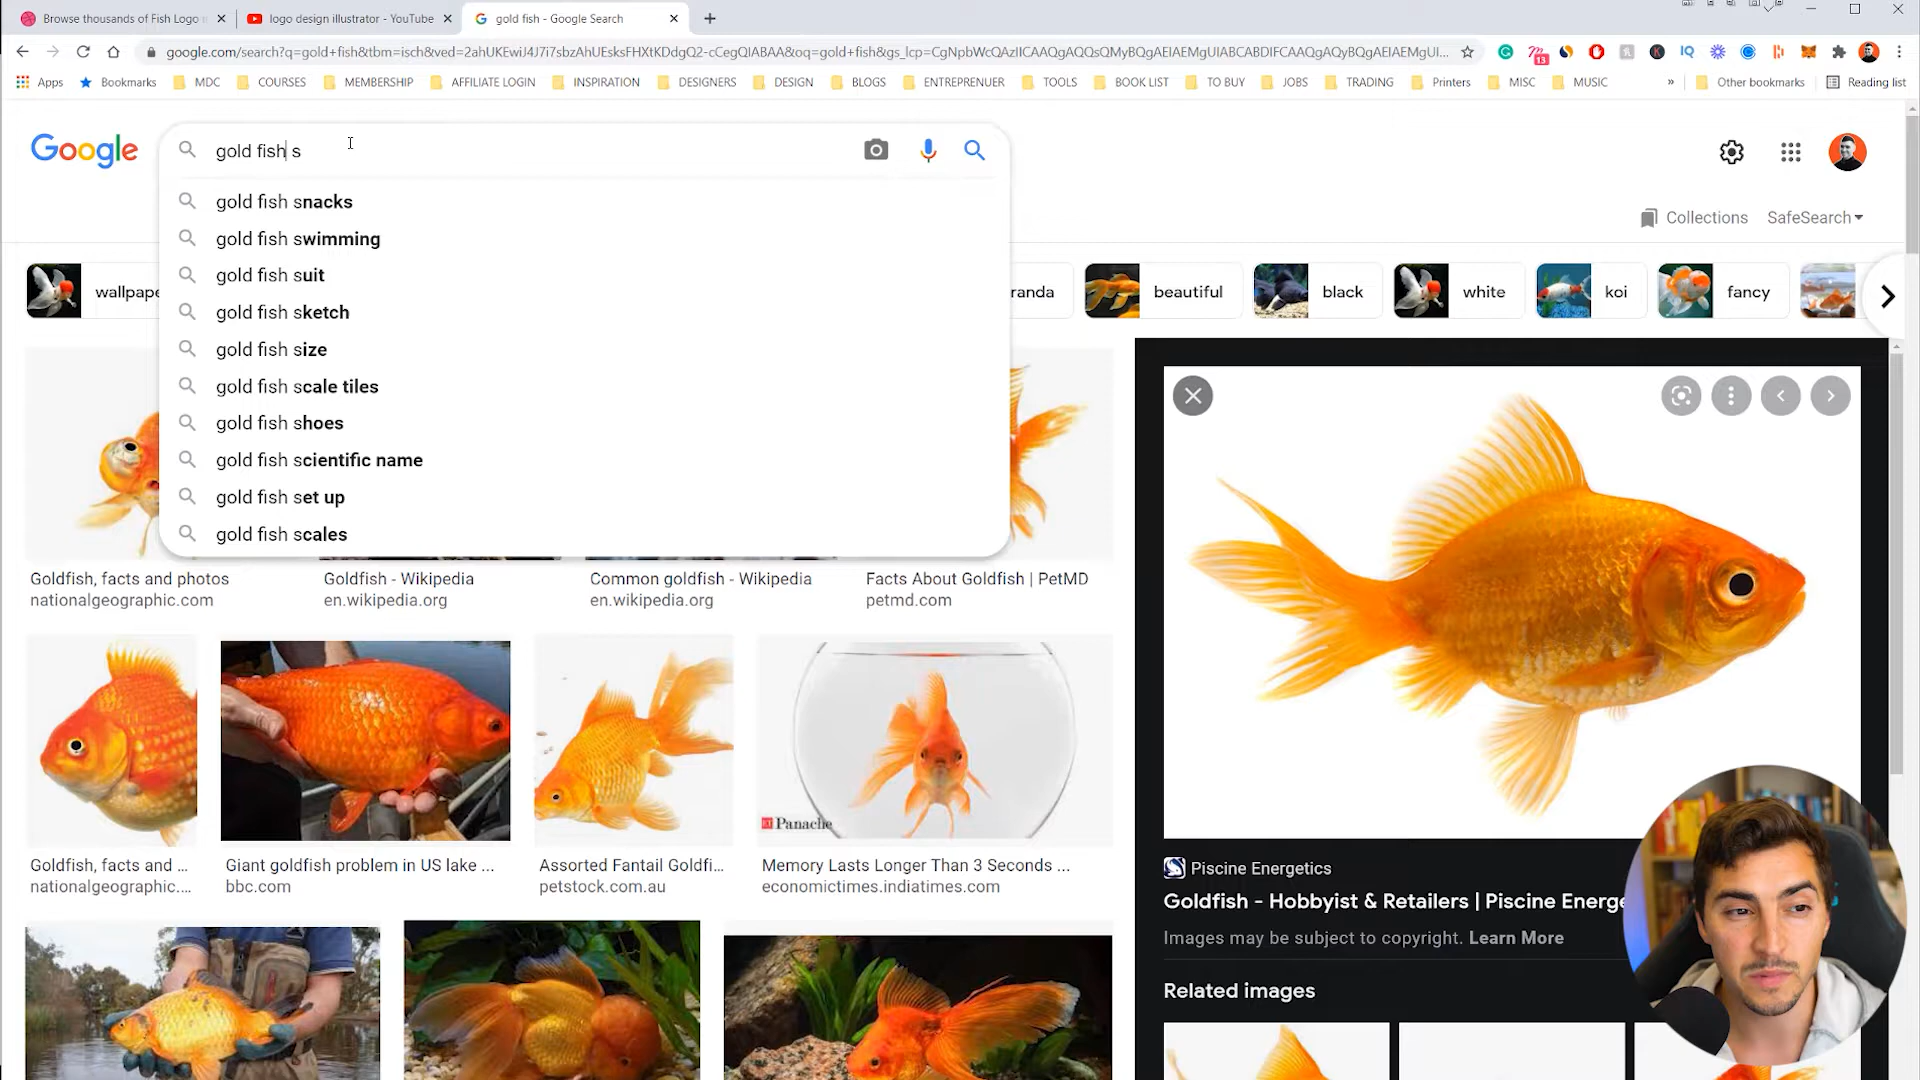 Browse thousands of Fish Logo
logo design illustrator - YouTube
gold fish - Google Search
google.com/search?q=gold+fish&tbm=isch&ved=2ahUKEwiJ4J7i7sbzAhUEsksFHXtKDdgQ2-cCegQIABAA&oq=gold+fish&gs_lcp=CgNpbWcQAzIICAAQgAQQsQMyBQgAEIAEMgUIABCABDIFCAAQgAQyBQgAEIAEMgUI...
Apps
Bookmarks
MDC
COURSES
MEMBERSHIP
AFFILIATE LOGIN
INSPIRATION
DESIGNERS
DESIGN
BLOGS
ENTREPRENUER
TOOLS
BOOK LIST
TO BUY
JOBS
TRADING
Printers
MISC
MUSIC
»
Other bookmarks
Reading list
13
Google
gold fish s
gold fish snacks
gold fish swimming
gold fish suit
gold fish sketch
gold fish size
gold fish scale tiles
gold fish shoes
gold fish scientific name
gold fish set up
gold fish scales
Collections
SafeSearch
wallpape
randa
beautiful
black
white
koi
fancy
Goldfish, facts and photos
nationalgeographic.com
Goldfish - Wikipedia
en.wikipedia.org
Common goldfish - Wikipedia
en.wikipedia.org
Facts About Goldfish | PetMD
petmd.com
ET Panache
Goldfish, facts and ...
nationalgeographic....
Giant goldfish problem in US lake ...
bbc.com
Assorted Fantail Goldfi...
petstock.com.au
Memory Lasts Longer Than 3 Seconds ...
economictimes.indiatimes.com
Piscine Energetics
Goldfish - Hobbyist & Retailers | Piscine Energe
Images may be subject to copyright. Learn More
Related images